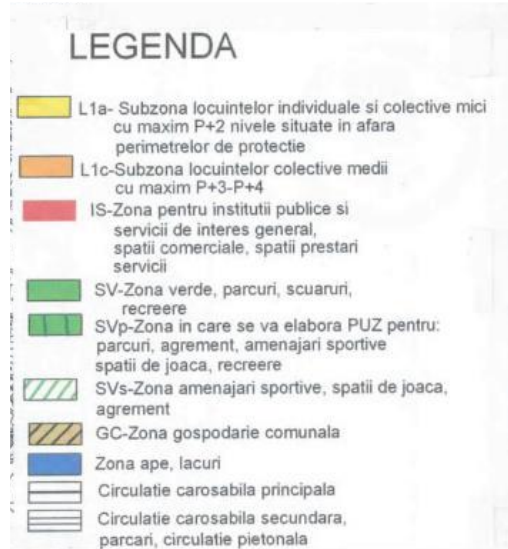 LEGENDA
L1a- Subzona locuintelor individuale si colective mici
cu maxim P+2 nivele situate in afara
perimetrelor de protectie
L1c-Subzona locuintelor colective medii
cu maxim P+3-P+4
IS-Zona pentru institutii publice si
servicii de interes general,
spatii comerciale, spatii prestari
servicii
SV-Zona verde, parcuri, scuaruri,
recreere
SVp-Zona in care se va elabora PUZ pentru:
parcuri, agrement, amenajari sportive
spatii de joaca, recreere
SVs-Zona amenajari sportive, spatii de joaca,
agrement
GC-Zona gospodarie comunala
Zona ape, lacuri
Circulatie carosabila principala
Circulatie carosabila secundara,
parcari, circulatie pietonala